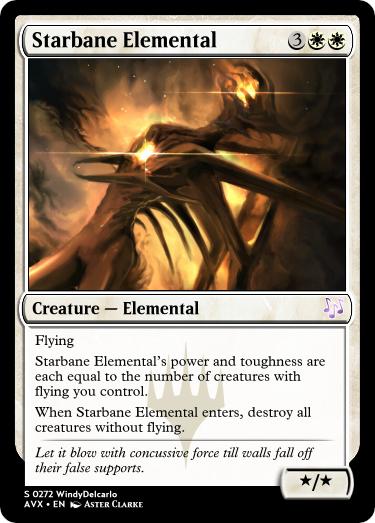 Starbane Elemental 3
Creature — Elemental
Flying
Starbane Elemental's power and toughness are
each equal to the number of creatures with
flying you control.
When Starbane Elemental enters, destroy all
creatures without flying.
Let it blow with concussive force till walls fall off
their false supports.
★/★
S 0272 WindyDelcarlo
AVX • EN Aster Clarke